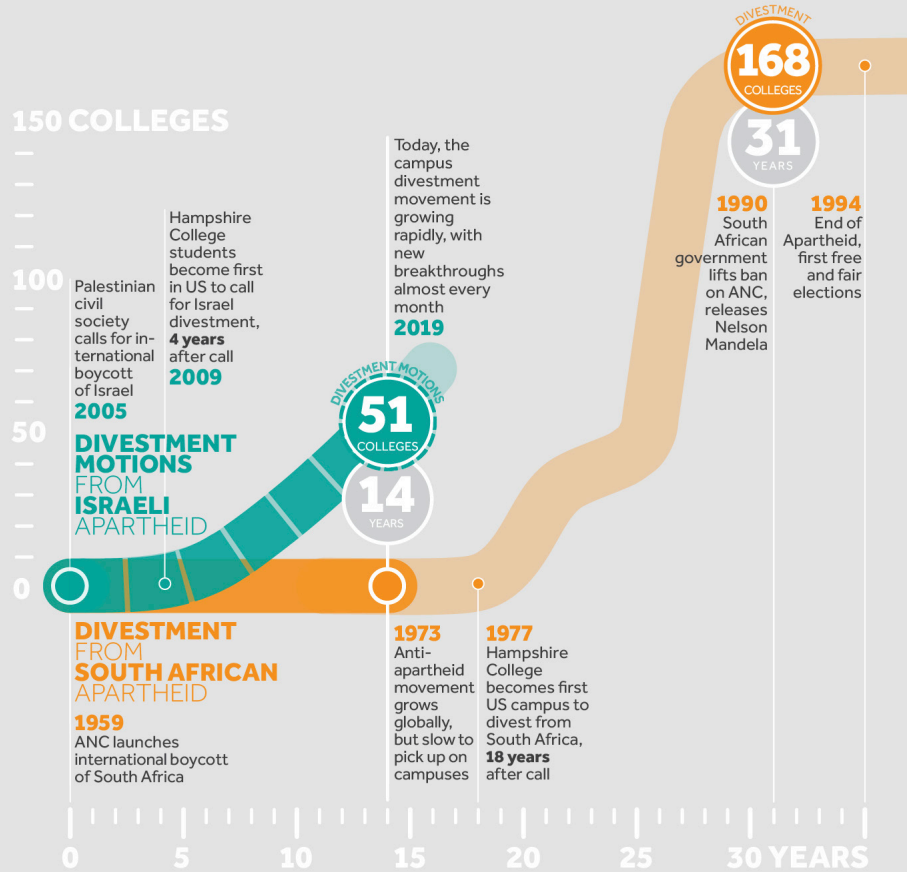 DIVESTMENT
168
COLLEGES
31
YEARS
150 COLLEGES
100
50
0
Palestinian
civil
society
calls for in-
ternational
boycott
of Israel
2005
Hampshire
College
students
become first
in US to call
for Israel
divestment,
4 years
after call
2009
Today, the
campus
divestment
movement is
growing
rapidly, with
new
breakthroughs
almost every
month
2019
1990
South
African
government
lifts ban
on ANC,
releases
Nelson
Mandela
1994
End of
Apartheid,
first free
and fair
elections
DIVESTMENT MOTIONS
51
COLLEGES
14
YEARS
DIVESTMENT
MOTIONS
FROM
ISRAELI
APARTHEID
DIVESTMENT
FROM
SOUTH AFRICAN
APARTHEID
1959
ANC launches
international boycott
of South Africa
1973
Anti-
apartheid
movement
grows
globally,
but slow to
pick up on
campuses
1977
Hampshire
College
becomes first
US campus to
divest from
South Africa,
18 years
after call
0 5 10 15 20 25 30 YEARS